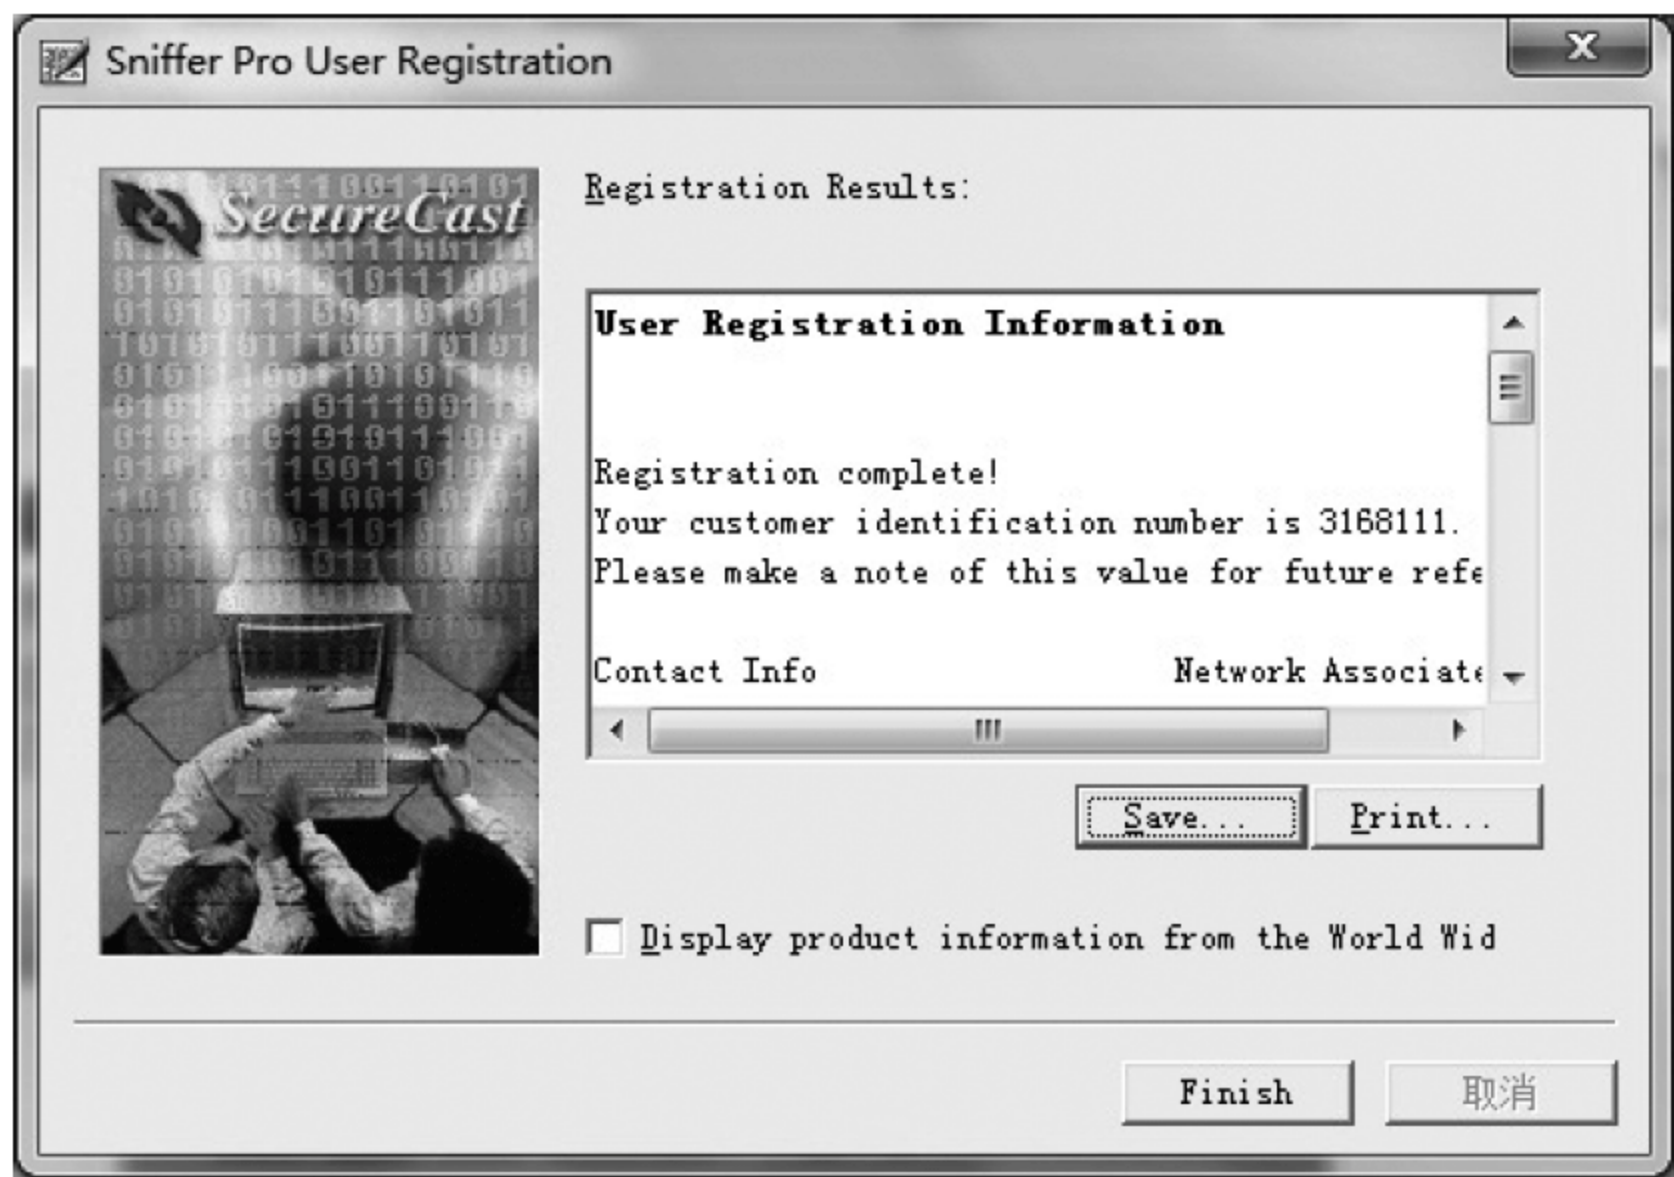 Sniffer Pro User Registration
SecureCast
Registration Results:
User Registration Information
Registration complete!
Your customer identification number is 3168111.
Please make a note of this value for future refe
Contact Info Network Associate
Save...
Print...
Display product information from the World Wid
Finish
取消